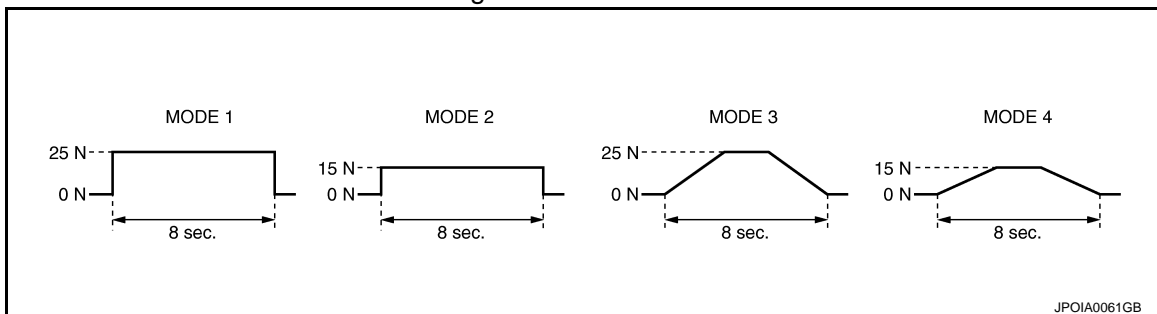 MODE 1 MODE 2 MODE 3 MODE 4
25 N 15 N 25 N 15 N
0 N 0 N 0 N 0 N
8 sec. 8 sec. 8 sec. 8 sec.
JPOIA0061GB